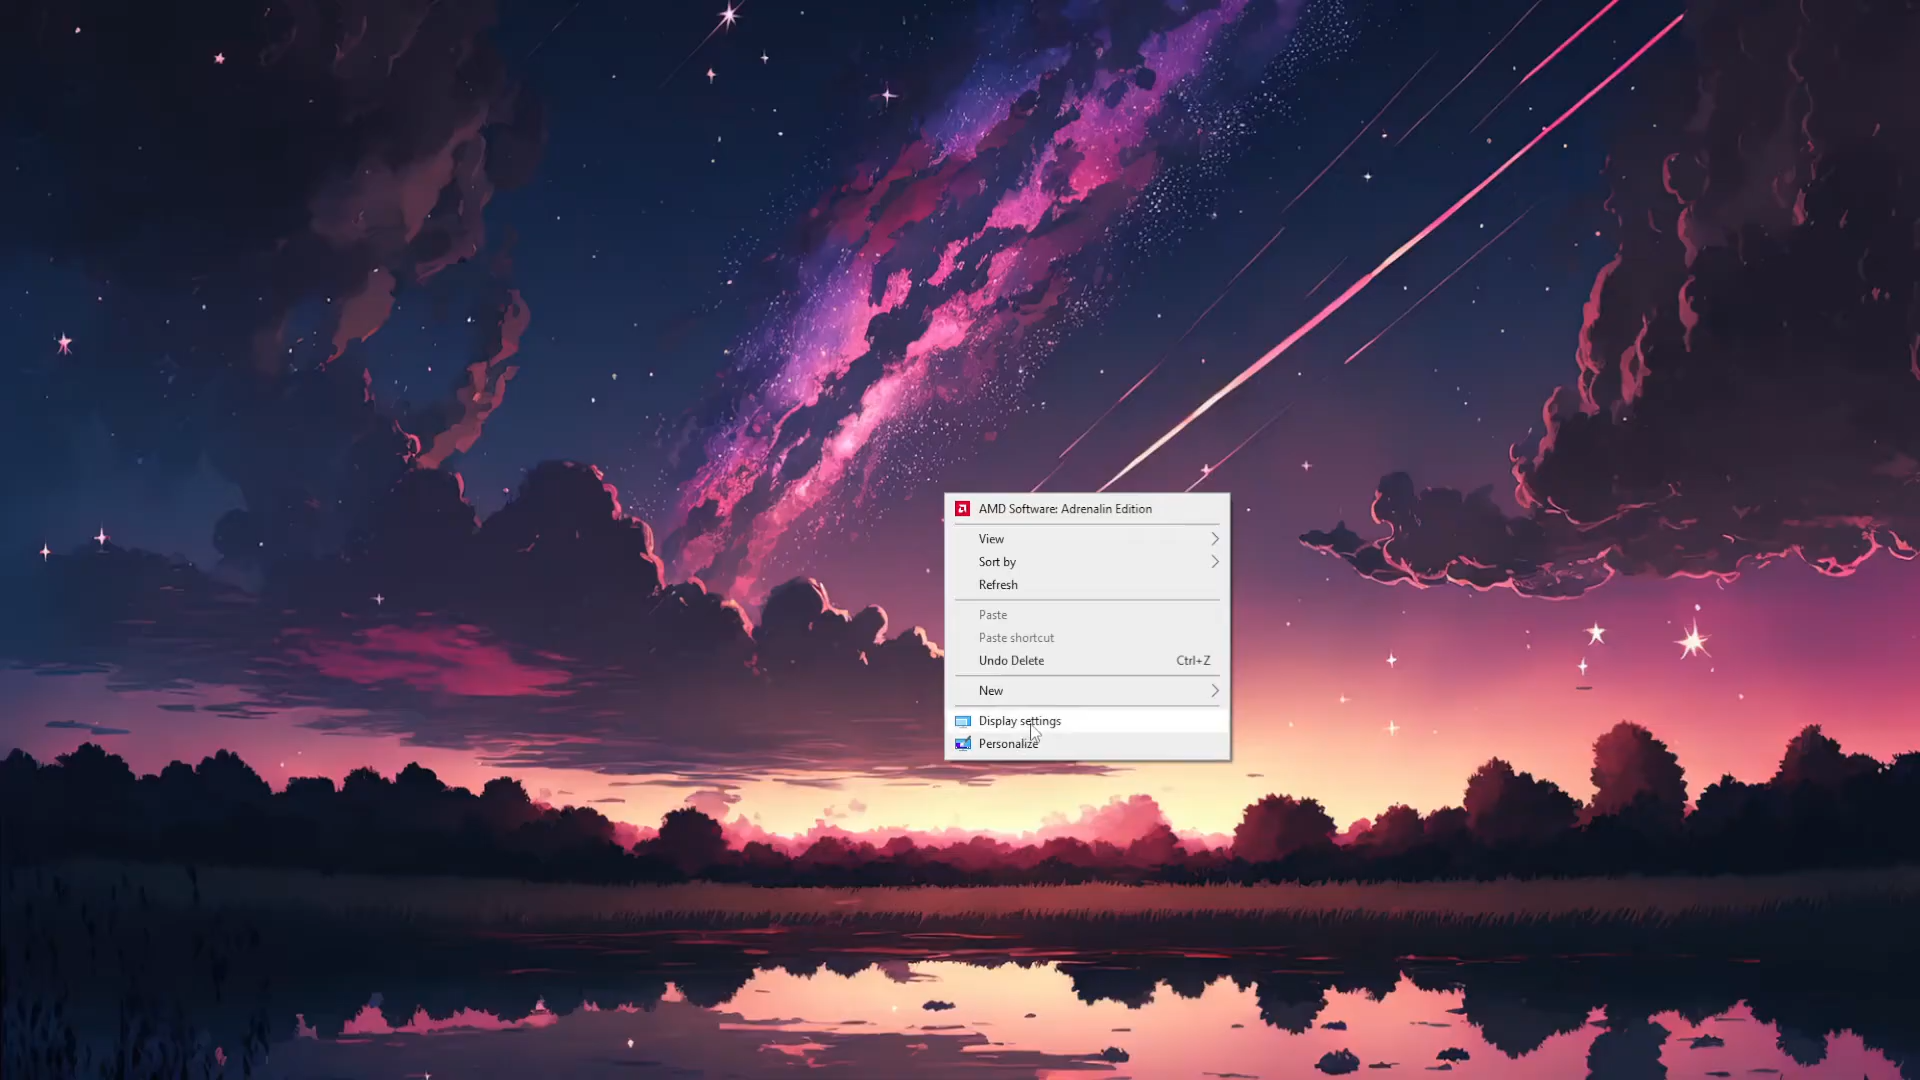 AMD Software: Adrenalin Edition
View
Sort by
Refresh
Paste
Paste shortcut
Undo Delete Ctrl+Z
New
Display settings
Personalize